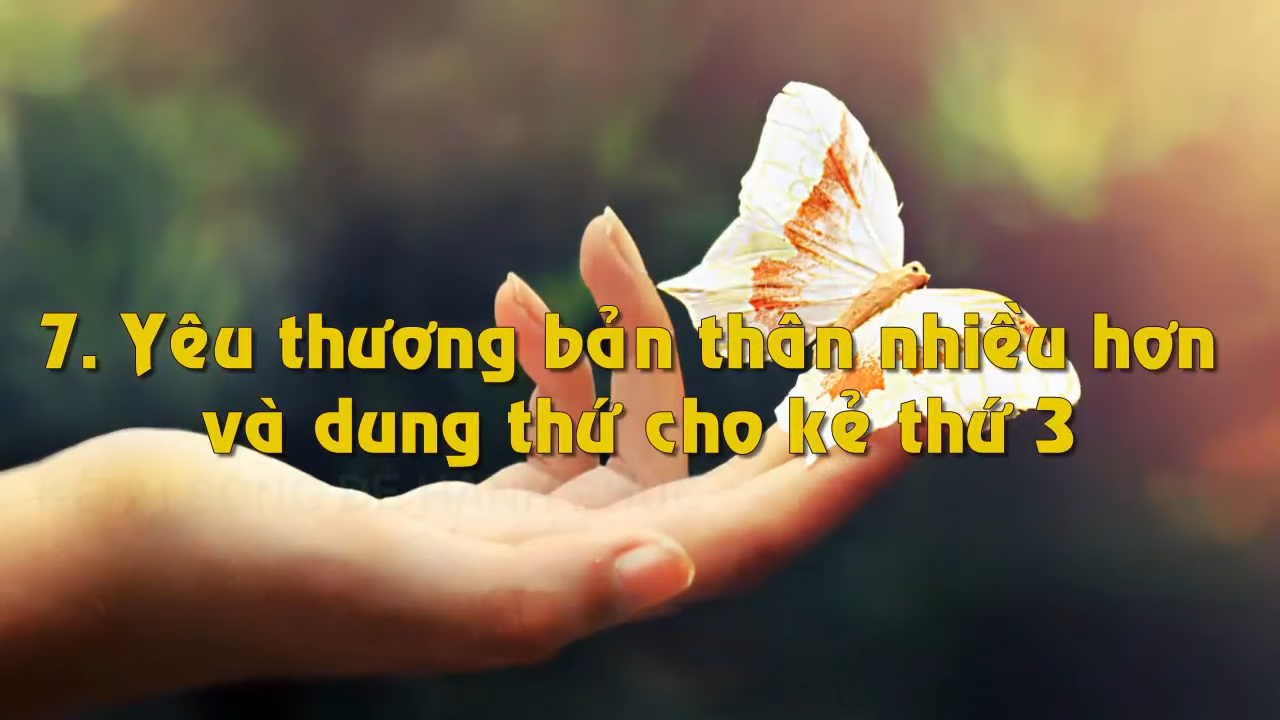 7. Yêu thương bản thân nhiều hơn
và dung thứ cho kẻ thứ 3